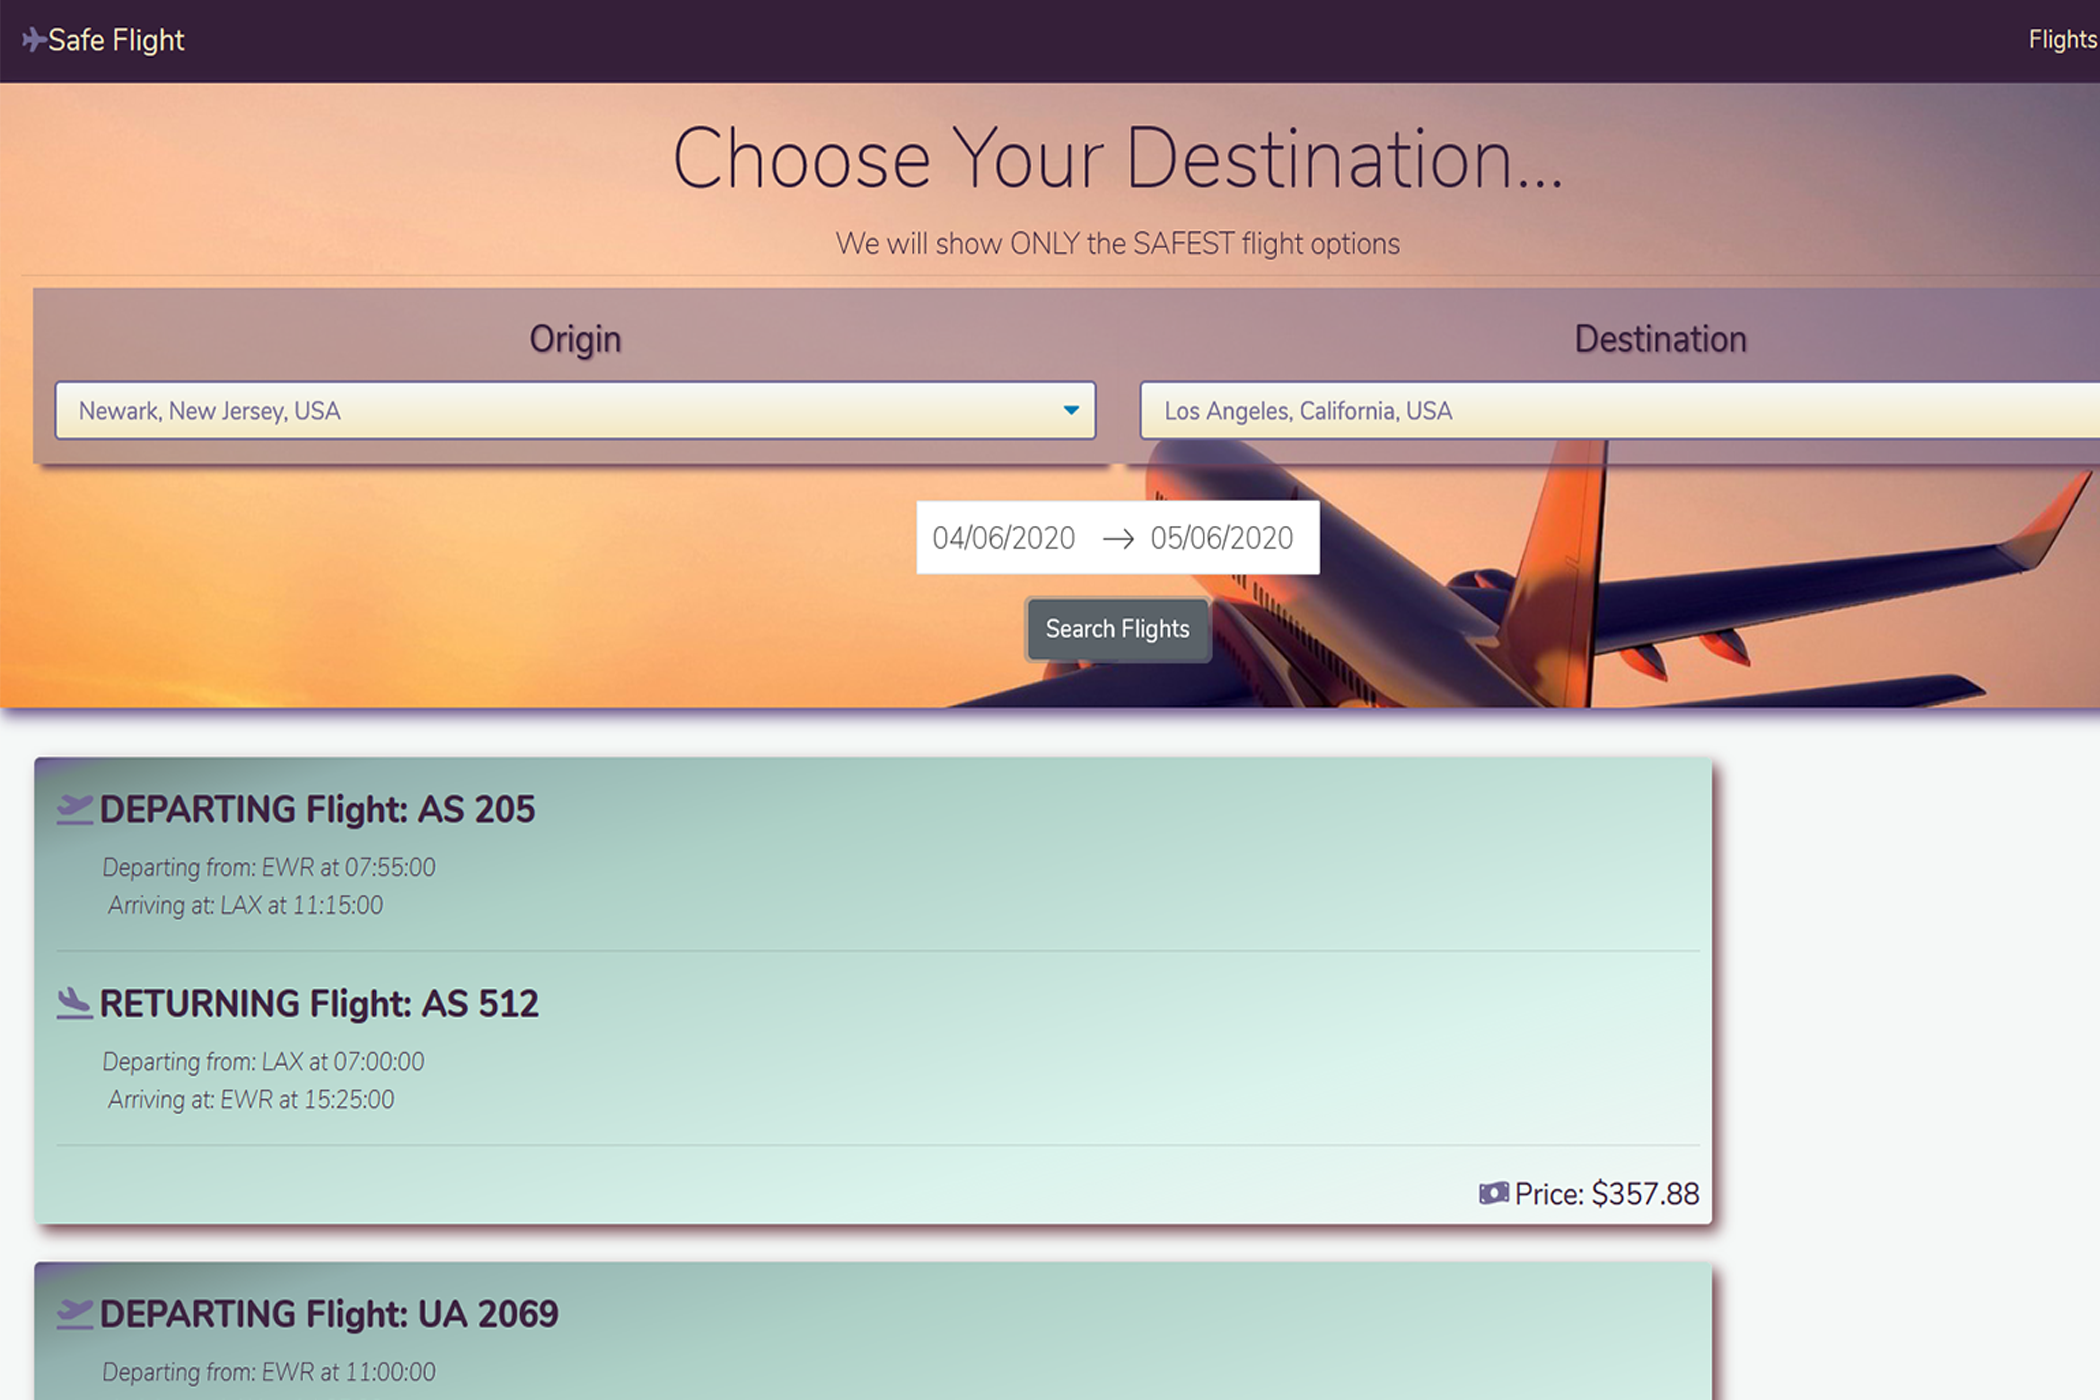 Safe Flight
Flights
Choose Your Destination...
We will show ONLY the SAFEST flight options
Origin
Destination
Newark, New Jersey, USA
Los Angeles, California, USA
04/06/2020 → 05/06/2020
Search Flights
DEPARTING Flight: AS 205
Departing from: EWR at 07:55:00
Arriving at: LAX at 11:15:00
RETURNING Flight: AS 512
Departing from: LAX at 07:00:00
Arriving at: EWR at 15:25:00
Price: $357.88
DEPARTING Flight: UA 2069
Departing from: EWR at 11:00:00